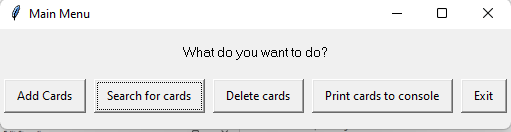 Main Menu
What do you want to do?
Add Cards Search for cards Delete cards Print cards to console Exit